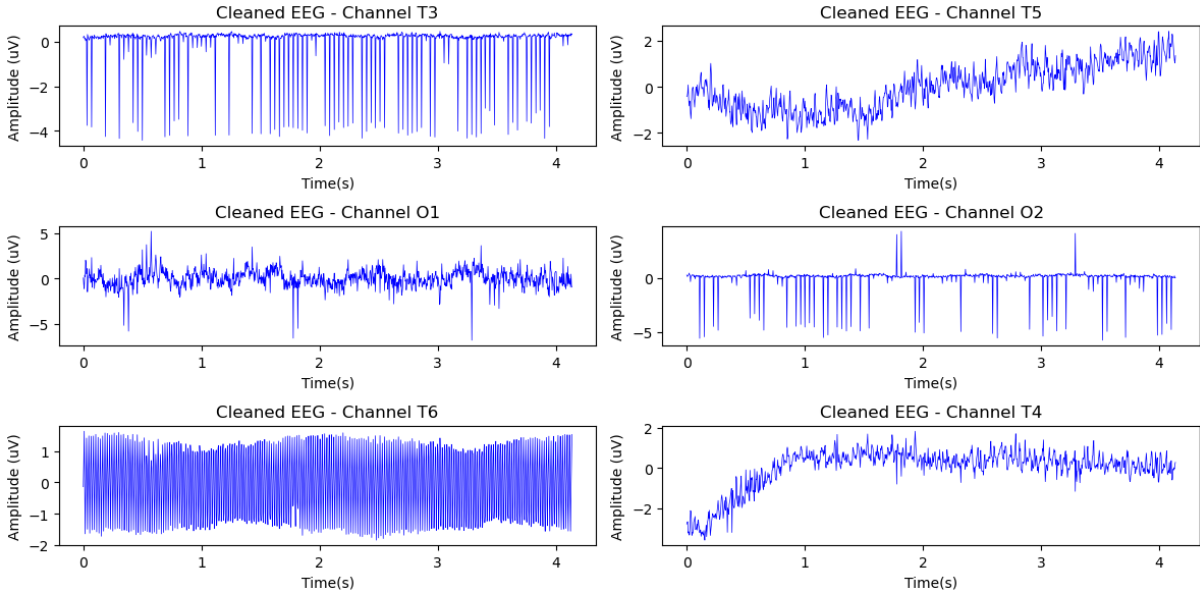 Cleaned EEG - Channel T3
Amplitude (uV)
0
−2
−4
0
1
2
3
4
Time(s)
Cleaned EEG - Channel T5
Amplitude (uV)
2
0
−2
0
1
2
3
4
Time(s)
Cleaned EEG - Channel O1
Amplitude (uV)
5
0
−5
0
1
2
3
4
Time(s)
Cleaned EEG - Channel O2
Amplitude (uV)
0
−5
0
1
2
3
4
Time(s)
Cleaned EEG - Channel T6
Amplitude (uV)
1
0
−1
−2
0
1
2
3
4
Time(s)
Cleaned EEG - Channel T4
Amplitude (uV)
2
0
−2
0
1
2
3
4
Time(s)